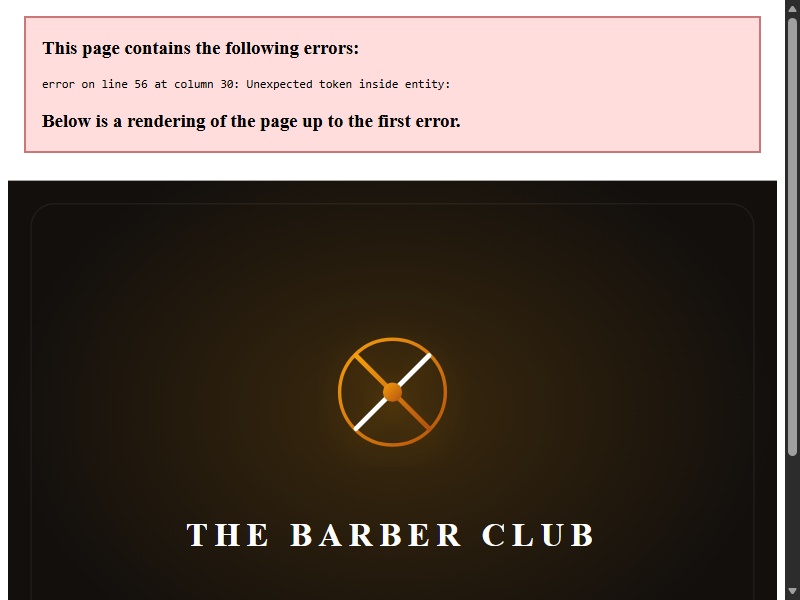 This page contains the following errors:
error on line 56 at column 30: Unexpected token inside entity:
Below is a rendering of the page up to the first error.
THE BARBER CLUB